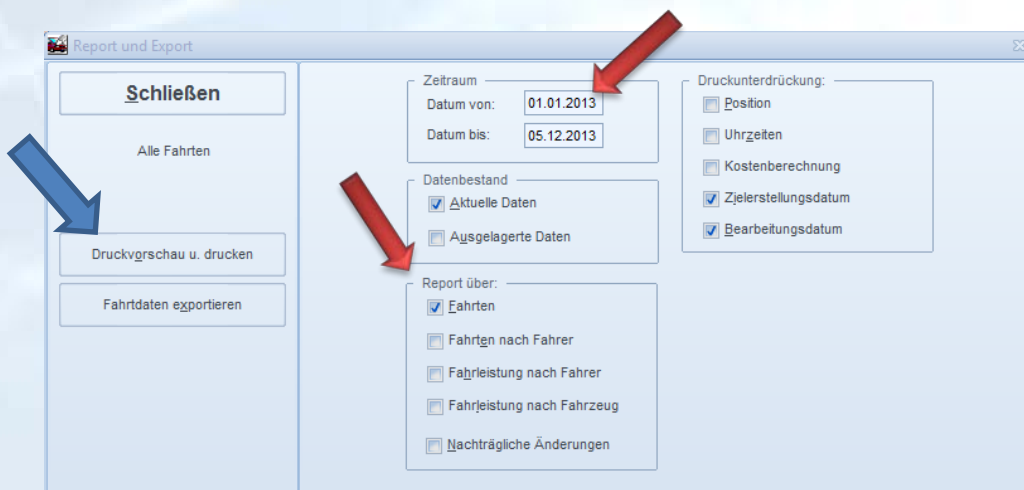 Report und Export
Schließen
Alle Fahrten
Druckvorschau u. drucken
Fahrtdaten exportieren
Zeitraum
Datum von: 01.01.2013
Datum bis: 05.12.2013
Datenbestand
Aktuelle Daten
Ausgelagerte Daten
Report über:
Fahrten
Fahrten nach Fahrer
Fahrleistung nach Fahrer
Fahrleistung nach Fahrzeug
Nachträgliche Änderungen
Druckunterdrückung:
Position
Uhrzeiten
Kostenberechnung
Zielerstellungsdatum
Bearbeitungsdatum